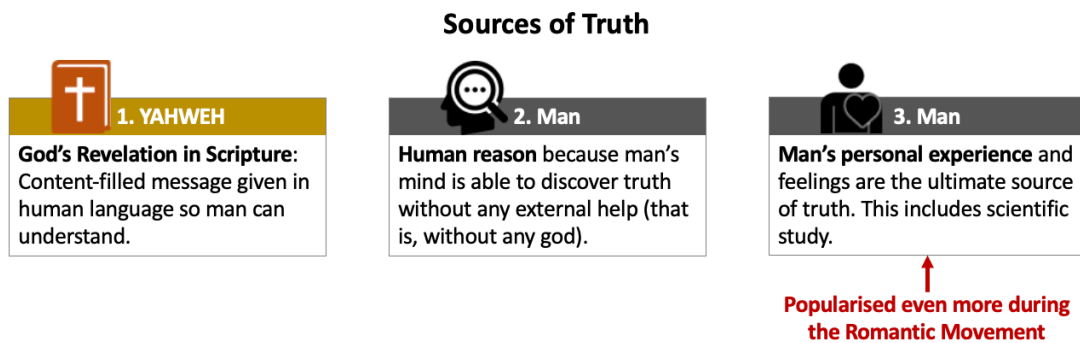 Sources of Truth
1. YAHWEH
God’s Revelation in Scripture:
Content-filled message given in
human language so man can
understand.
2. Man
Human reason because man’s
mind is able to discover truth
without any external help (that
is, without any god).
3. Man
Man’s personal experience and
feelings are the ultimate source
of truth. This includes scientific
study.
Popularised even more during
the Romantic Movement